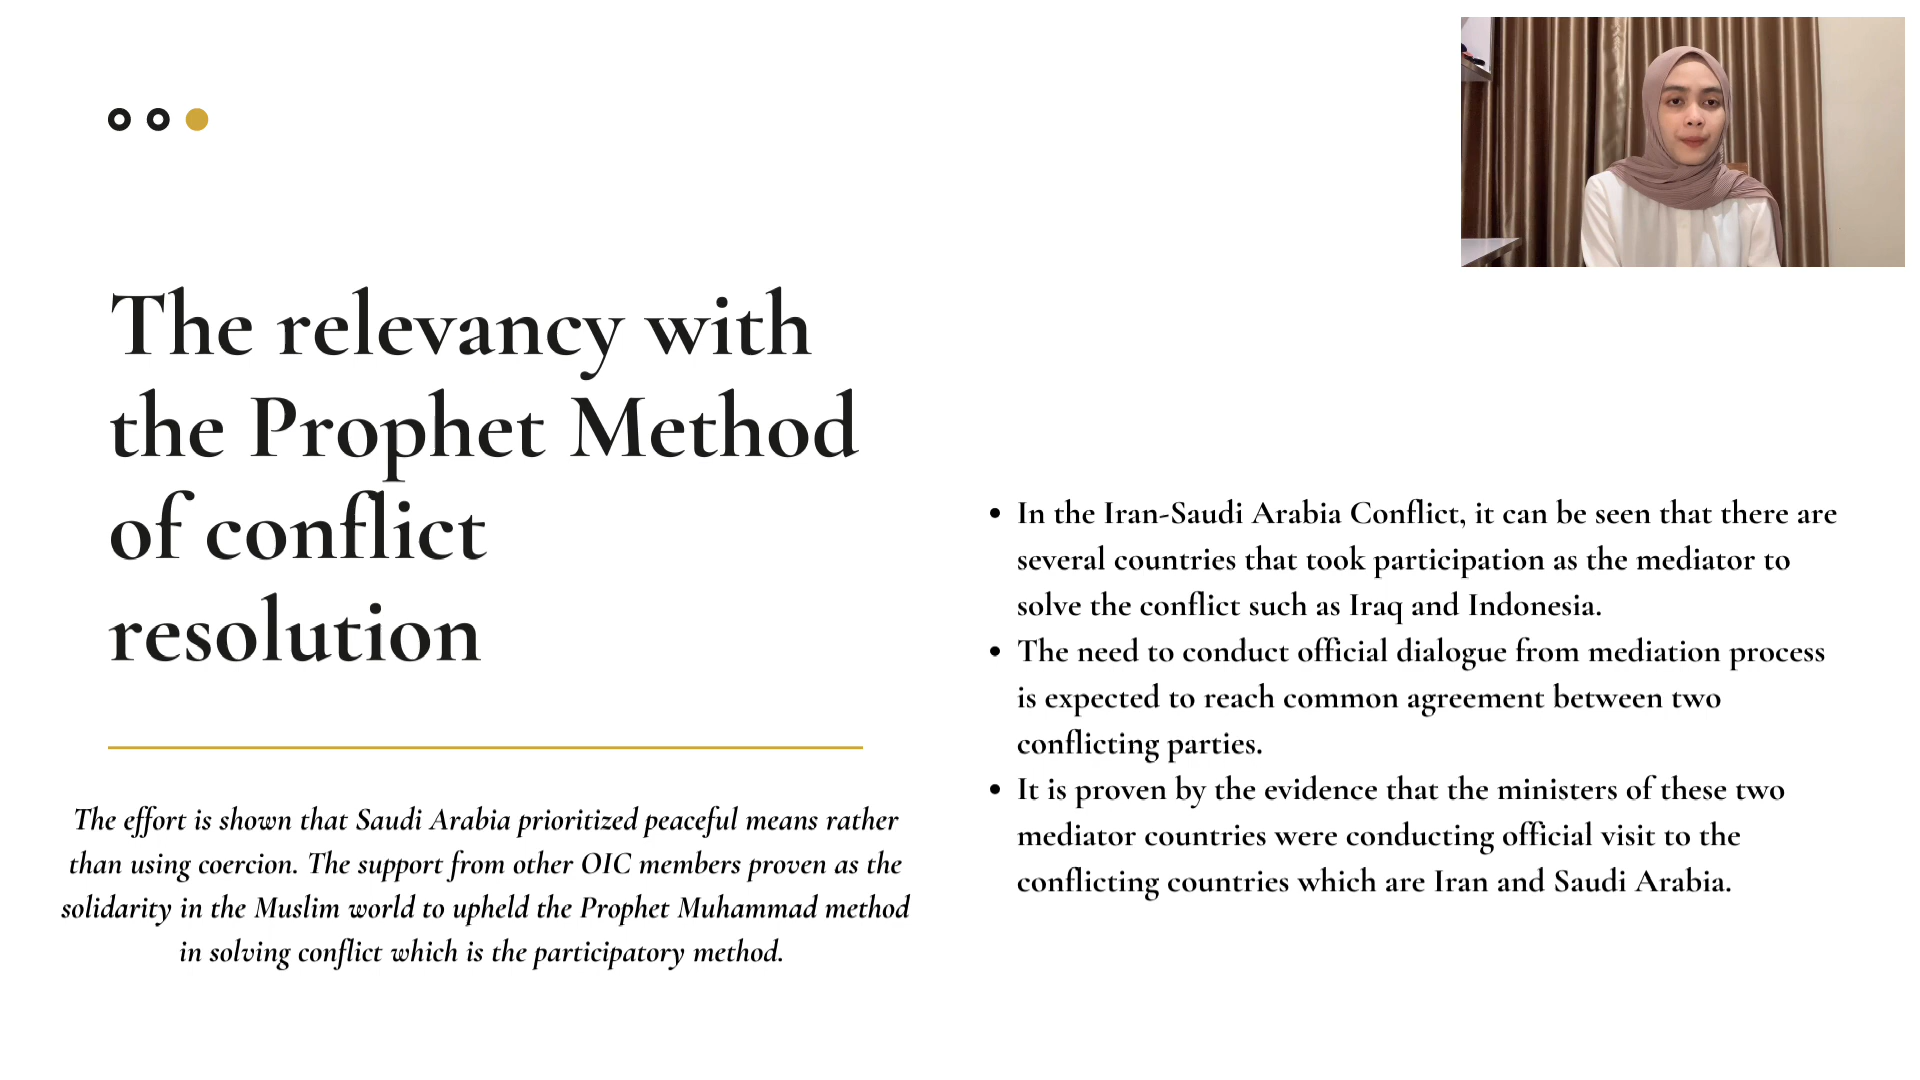 The relevancy with
the Prophet Method
of conflict
resolution
The effort is shown that Saudi Arabia prioritized peaceful means rather
than using coercion. The support from other OIC members proven as the
solidarity in the Muslim world to upheld the Prophet Muhammad method
in solving conflict which is the participatory method.
• In the Iran-Saudi Arabia Conflict, it can be seen that there are
several countries that took participation as the mediator to
solve the conflict such as Iraq and Indonesia.
• The need to conduct official dialogue from mediation process
is expected to reach common agreement between two
conflicting parties.
• It is proven by the evidence that the ministers of these two
mediator countries were conducting official visit to the
conflicting countries which are Iran and Saudi Arabia.